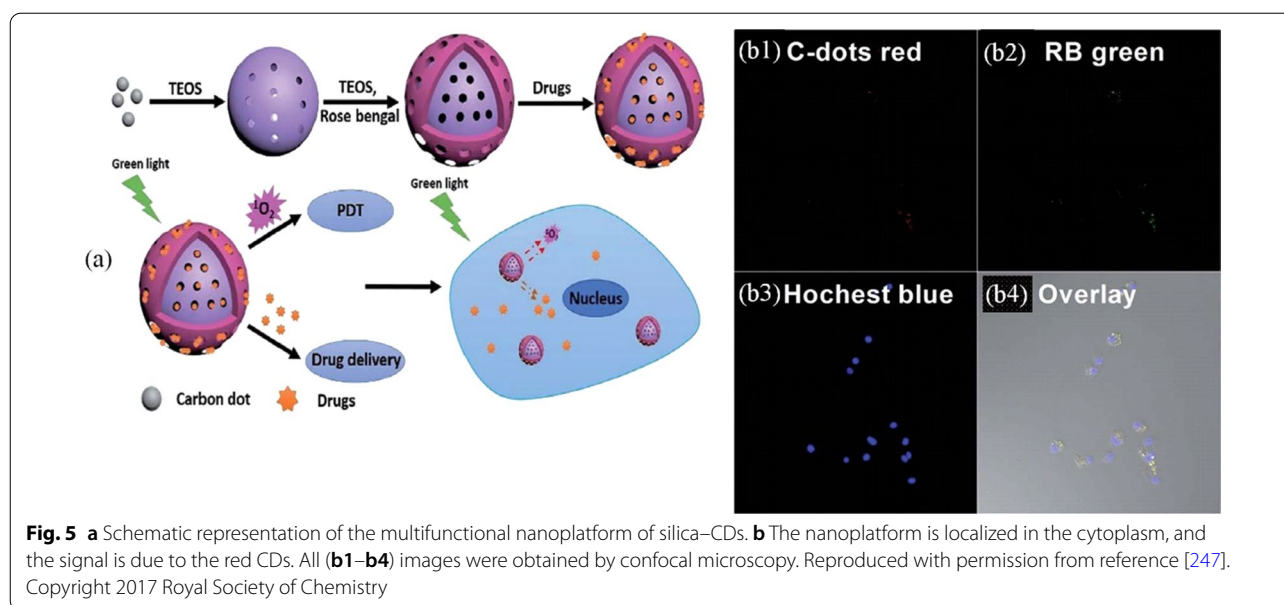 TEOS
TEOS,
Rose bengal
Drugs
Green light
¹O₂
PDT
(a)
Drug delivery
Carbon dot
Drugs
Green light
¹O₂
Nucleus
(b1) C-dots red
(b2) RB green
(b3) Hochest blue
(b4) Overlay
Fig. 5 a Schematic representation of the multifunctional nanoplatform of silica–CDs. b The nanoplatform is localized in the cytoplasm, and
the signal is due to the red CDs. All (b1–b4) images were obtained by confocal microscopy. Reproduced with permission from reference [247].
Copyright 2017 Royal Society of Chemistry